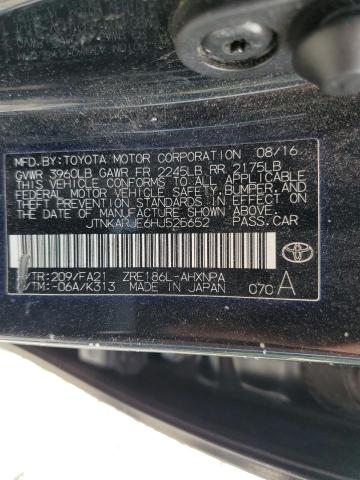 MFD.BY:TOYOTA MOTOR CORPORATION 08/16
GVWR 3960LB GAWR FR 2245LB RR 2175LB
THIS VEHICLE CONFORMS TO ALL APPLICABLE
FEDERAL MOTOR VEHICLE SAFETY, BUMPER, AND
THEFT PREVENTION STANDARDS IN EFFECT ON
THE DATE OF MANUFACTURE SHOWN ABOVE.
JTNKARJE6HJ526652 PASS.CAR
C/TR:209/FA21 ZRE186L-AHXNPA
A/TM:-06A/K313 MADE IN JAPAN 070 A
TOYOTA